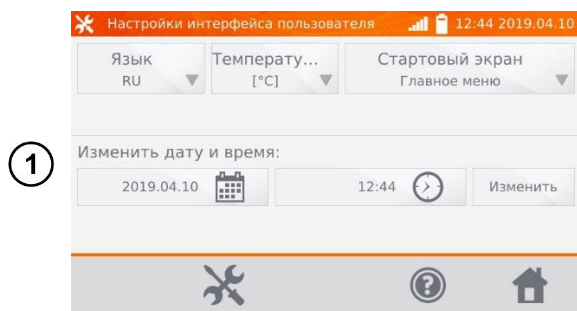 Настройки интерфейса пользователя 12:44 2019.04.10
Язык Температу... Стартовый экран
RU [°C] Главное меню
1
Изменить дату и время:
2019.04.10 12:44 Изменить
?